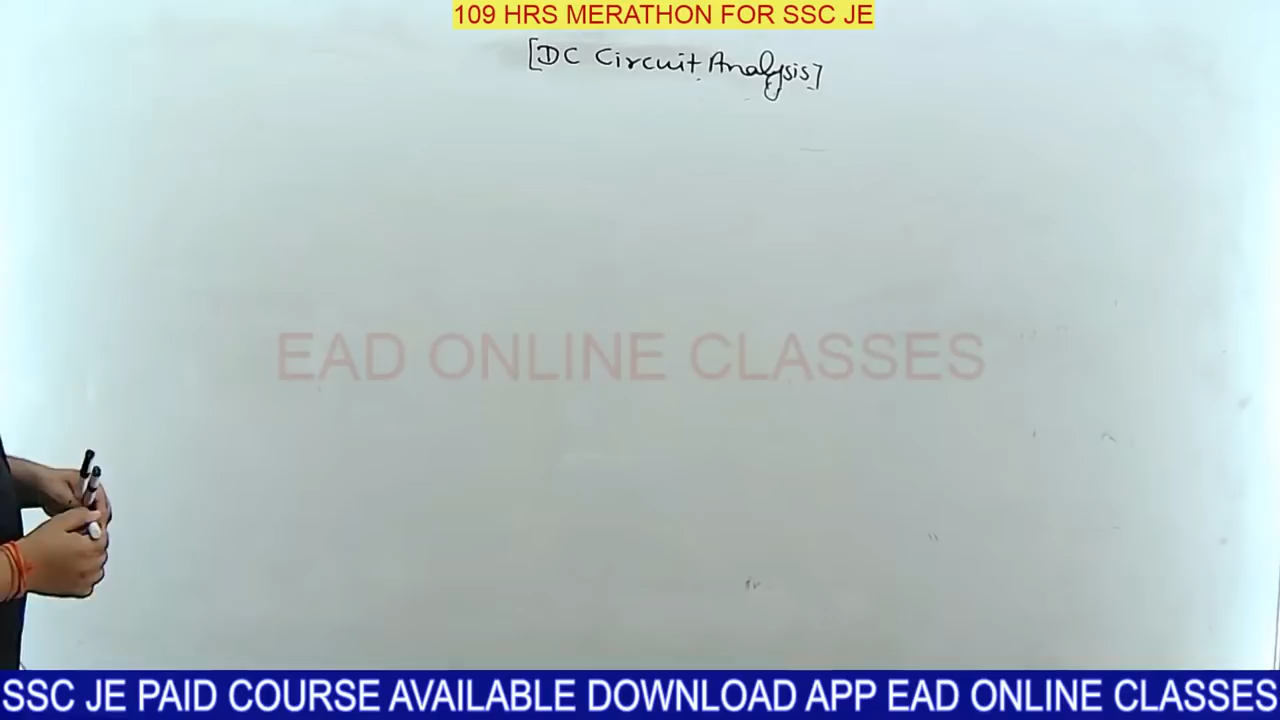 109 HRS MERATHON FOR SSC JE
[DC Circuit Analysis]
EAD ONLINE CLASSES
SSC JE PAID COURSE AVAILABLE DOWNLOAD APP EAD ONLINE CLASSES